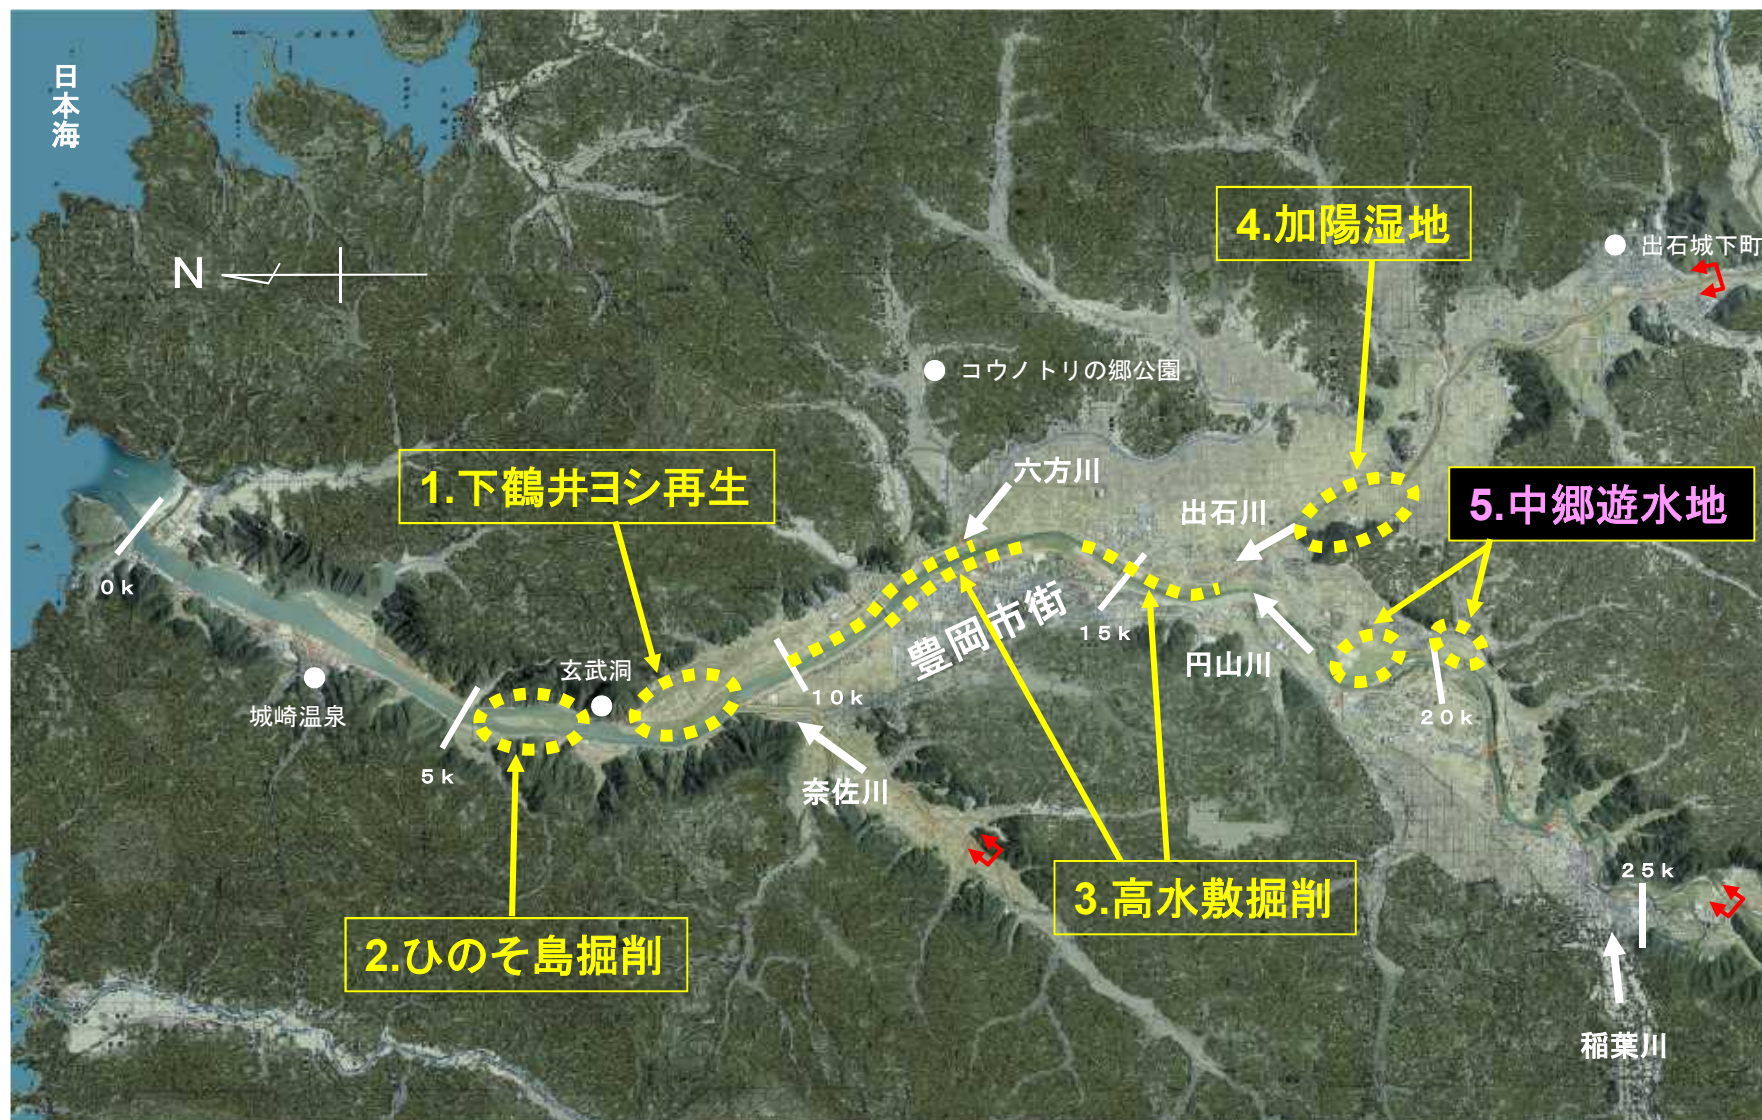 日本海
N
4.加陽湿地
出石城下町
コウノトリの郷公園
1.下鶴井ヨシ再生
六方川
出石川
5.中郷遊水地
0k
豊岡市街
15k
円山川
玄武洞
10k
城崎温泉
20k
5k
奈佐川
3.高水敷掘削
25k
2.ひのそ島掘削
稲葉川